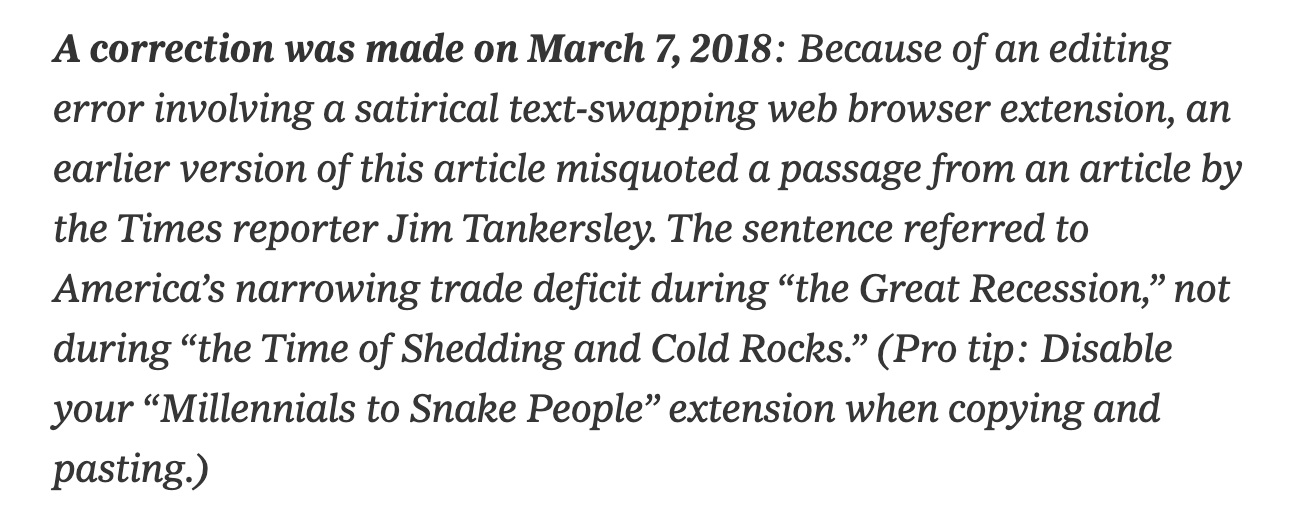 A correction was made on March 7, 2018: Because of an editing
error involving a satirical text-swapping web browser extension, an
earlier version of this article misquoted a passage from an article by
the Times reporter Jim Tankersley. The sentence referred to
America’s narrowing trade deficit during “the Great Recession,” not
during “the Time of Shedding and Cold Rocks.” (Pro tip: Disable
your “Millennials to Snake People” extension when copying and
pasting.)